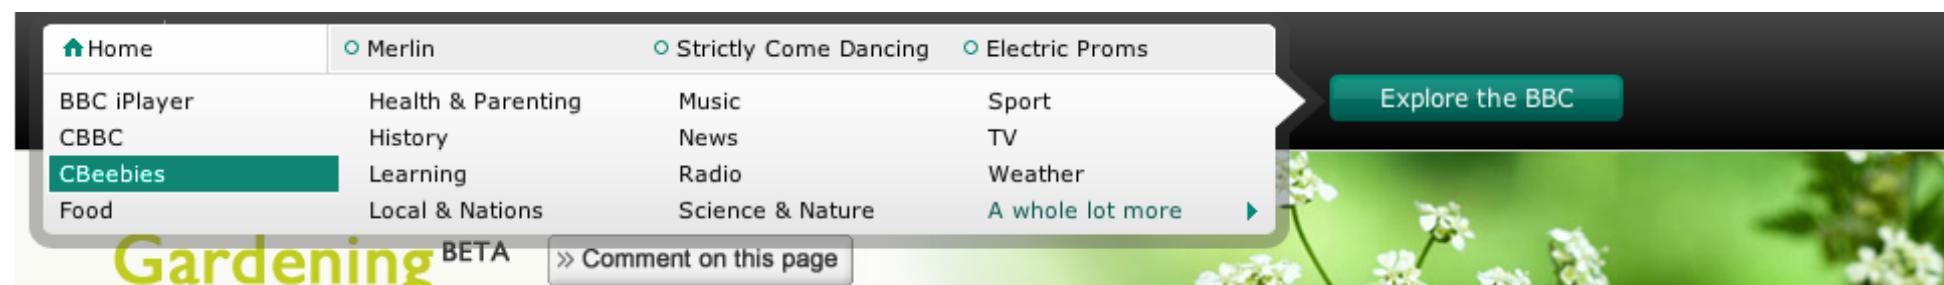 Home
Merlin
Strictly Come Dancing
Electric Proms
BBC iPlayer
Health & Parenting
Music
Sport
Explore the BBC
CBBC
History
News
TV
CBeebies
Learning
Radio
Weather
Food
Local & Nations
Science & Nature
A whole lot more
Gardening BETA
» Comment on this page